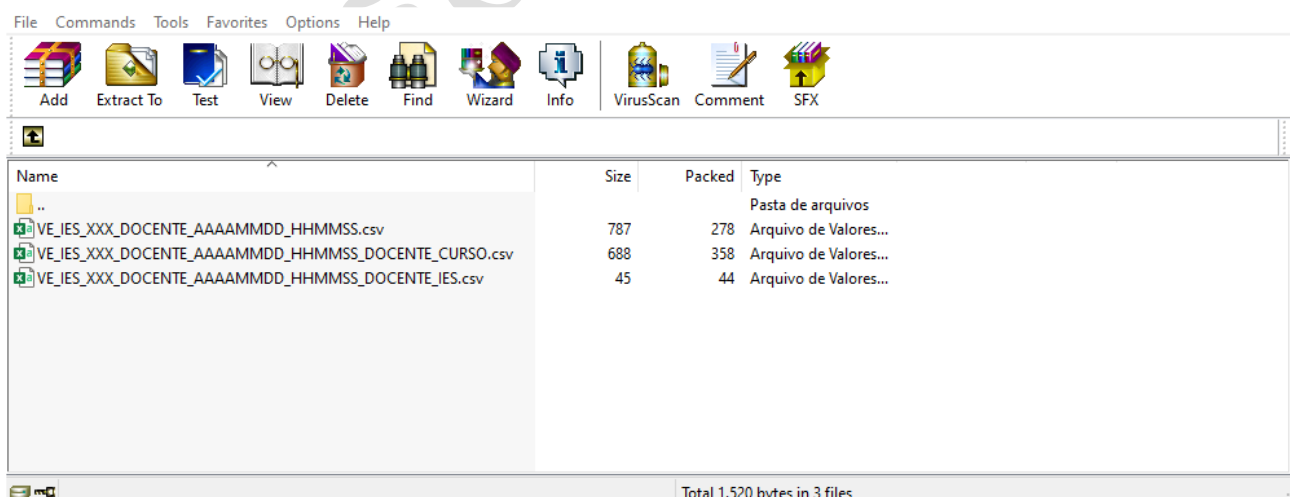 File Commands Tools Favorites Options Help
Add Extract To Test View Delete Find Wizard Info VirusScan Comment SFX
Name Size Packed Type
.. Pasta de arquivos
VE_IES_XXX_DOCENTE_AAAAMMDD_HHMMSS.csv 787 278 Arquivo de Valores...
VE_IES_XXX_DOCENTE_AAAAMMDD_HHMMSS_DOCENTE_CURSO.csv 688 358 Arquivo de Valores...
VE_IES_XXX_DOCENTE_AAAAMMDD_HHMMSS_DOCENTE_IES.csv 45 44 Arquivo de Valores...
Total 1.520 bytes in 3 files